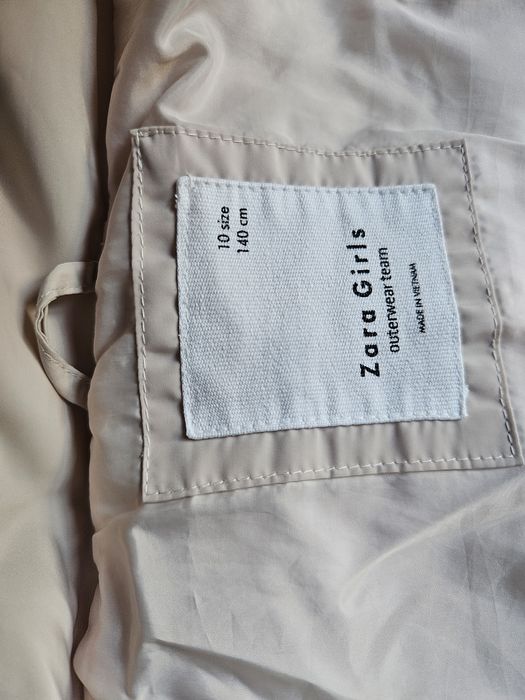 10 size
140 cm
Zara Girls
outerwear team
MADE IN VIETNAM